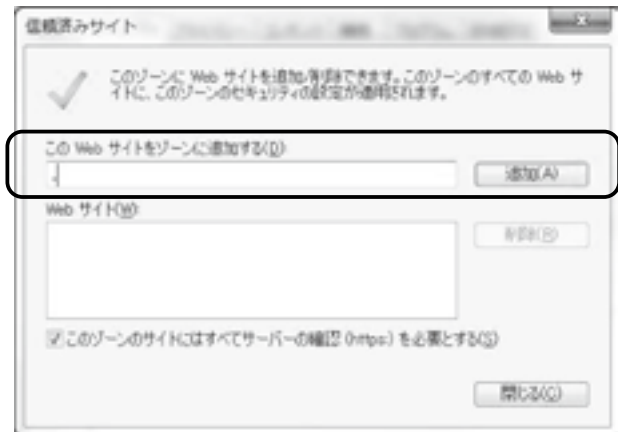 信頼済みサイト
このゾーンに Web サイトを追加/削除できます。このゾーンのすべての Web サ
イトに、このゾーンのセキュリティの設定が適用されます。
この Web サイトをゾーンに追加する(D)
追加(A)
Web サイト(W)
削除(R)
このゾーンのサイトにはすべてサーバーの確認 (https:) を必要とする(S)
閉じる(C)